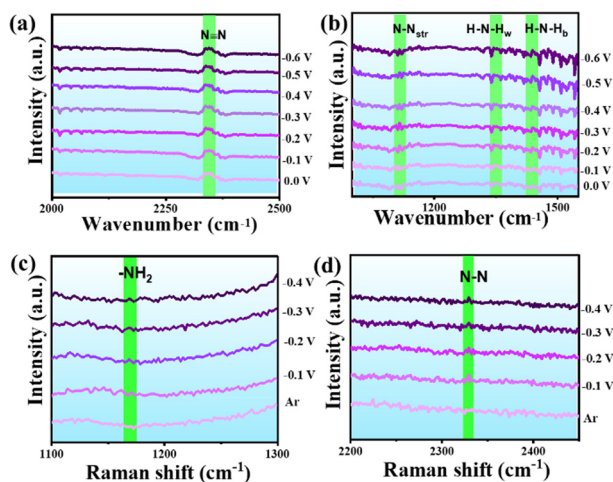 (a)
N≡N
-0.6 V
-0.5 V
-0.4 V
-0.3 V
-0.2 V
-0.1 V
0.0 V
Intensity (a.u.)
2000 2250 2500
Wavenumber (cm-1)
(b)
N-Nstr H-N-Hw H-N-Hb
-0.6 V
-0.5 V
-0.4 V
-0.3 V
-0.2 V
-0.1 V
0.0 V
Intensity (a.u.)
1200 1500
Wavenumber (cm-1)
(c)
-NH2
-0.4 V
-0.3 V
-0.2 V
-0.1 V
Ar
Intensity (a.u.)
1100 1200 1300
Raman shift (cm-1)
(d)
N-N
-0.4 V
-0.3 V
-0.2 V
-0.1 V
Ar
Intensity (a.u.)
2200 2300 2400
Raman shift (cm-1)